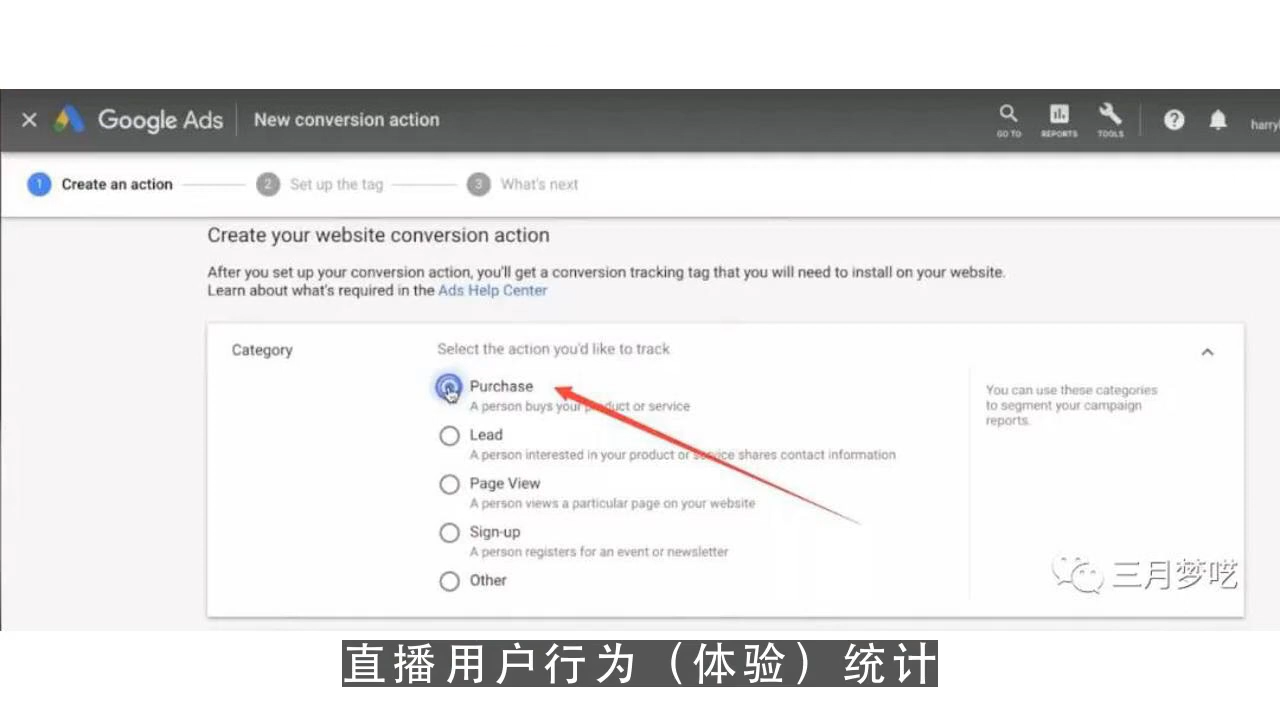 Google Ads
New conversion action
GO TO
REPORTS
TOOLS
1 Create an action
2 Set up the tag
3 What's next
Create your website conversion action
After you set up your conversion action, you'll get a conversion tracking tag that you will need to install on your website.
Learn about what's required in the Ads Help Center
Category
Select the action you'd like to track
Purchase
A person buys your product or service
Lead
A person interested in your product or service shares contact information
Page View
A person views a particular page on your website
Sign-up
A person registers for an event or newsletter
Other
You can use these categories
to segment your campaign
reports.
三月梦呓
直播用户行为（体验）统计